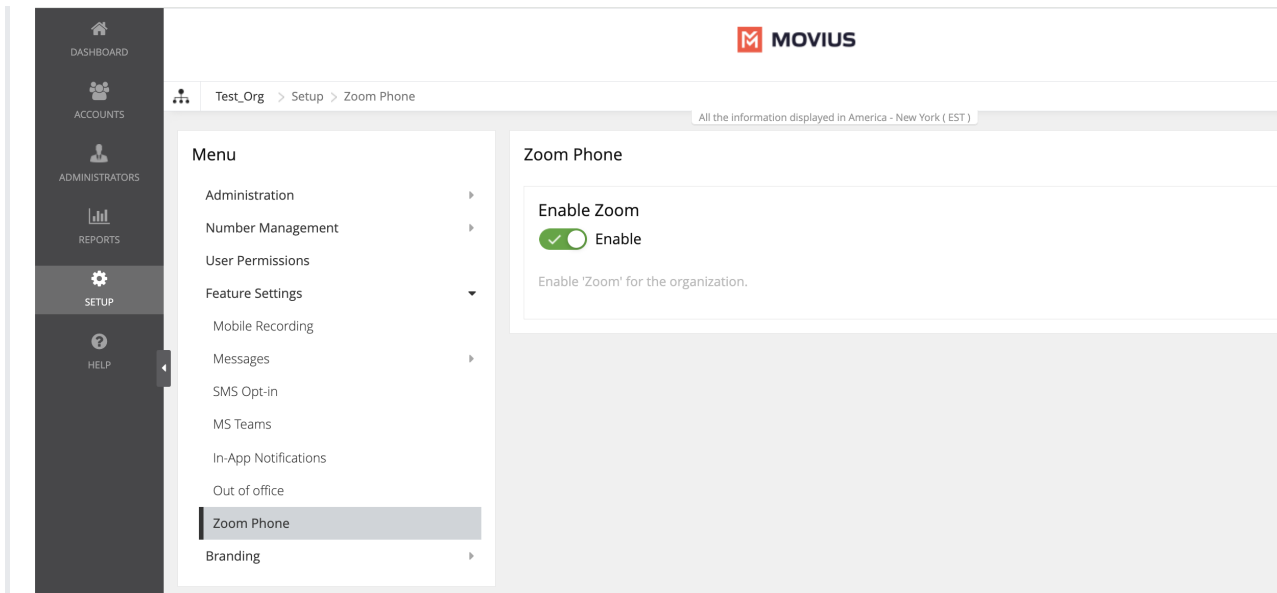 DASHBOARD
ACCOUNTS
ADMINISTRATORS
REPORTS
SETUP
HELP
MOVIUS
Test_Org > Setup > Zoom Phone
All the information displayed in America - New York ( EST )
Menu
Administration
Number Management
User Permissions
Feature Settings
Mobile Recording
Messages
SMS Opt-in
MS Teams
In-App Notifications
Out of office
Zoom Phone
Branding
Zoom Phone
Enable Zoom
Enable
Enable 'Zoom' for the organization.